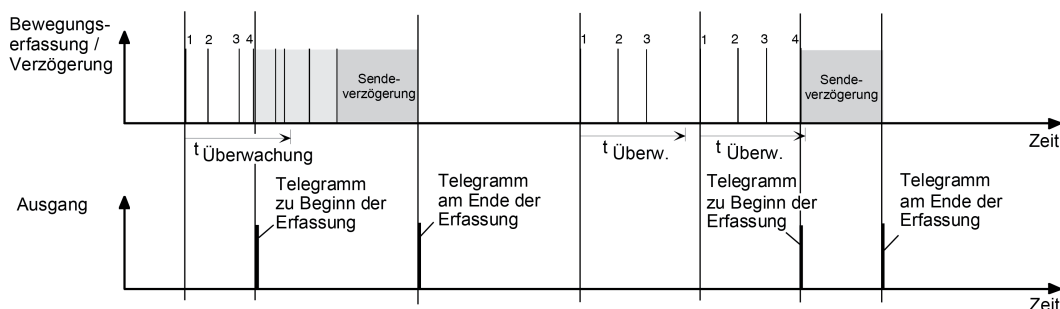 Bewegungs-
erfassung /
Verzögerung
1 2 3 4
Sende-
verzögerung
1 2 3
1 2 3 4
Sende-
verzögerung
Zeit
t Überwachung
t Überw.
t Überw.
Ausgang
Telegramm
zu Beginn der
Erfassung
Telegramm
am Ende der
Erfassung
Telegramm
zu Beginn der
Erfassung
Telegramm
am Ende der
Erfassung
Zeit